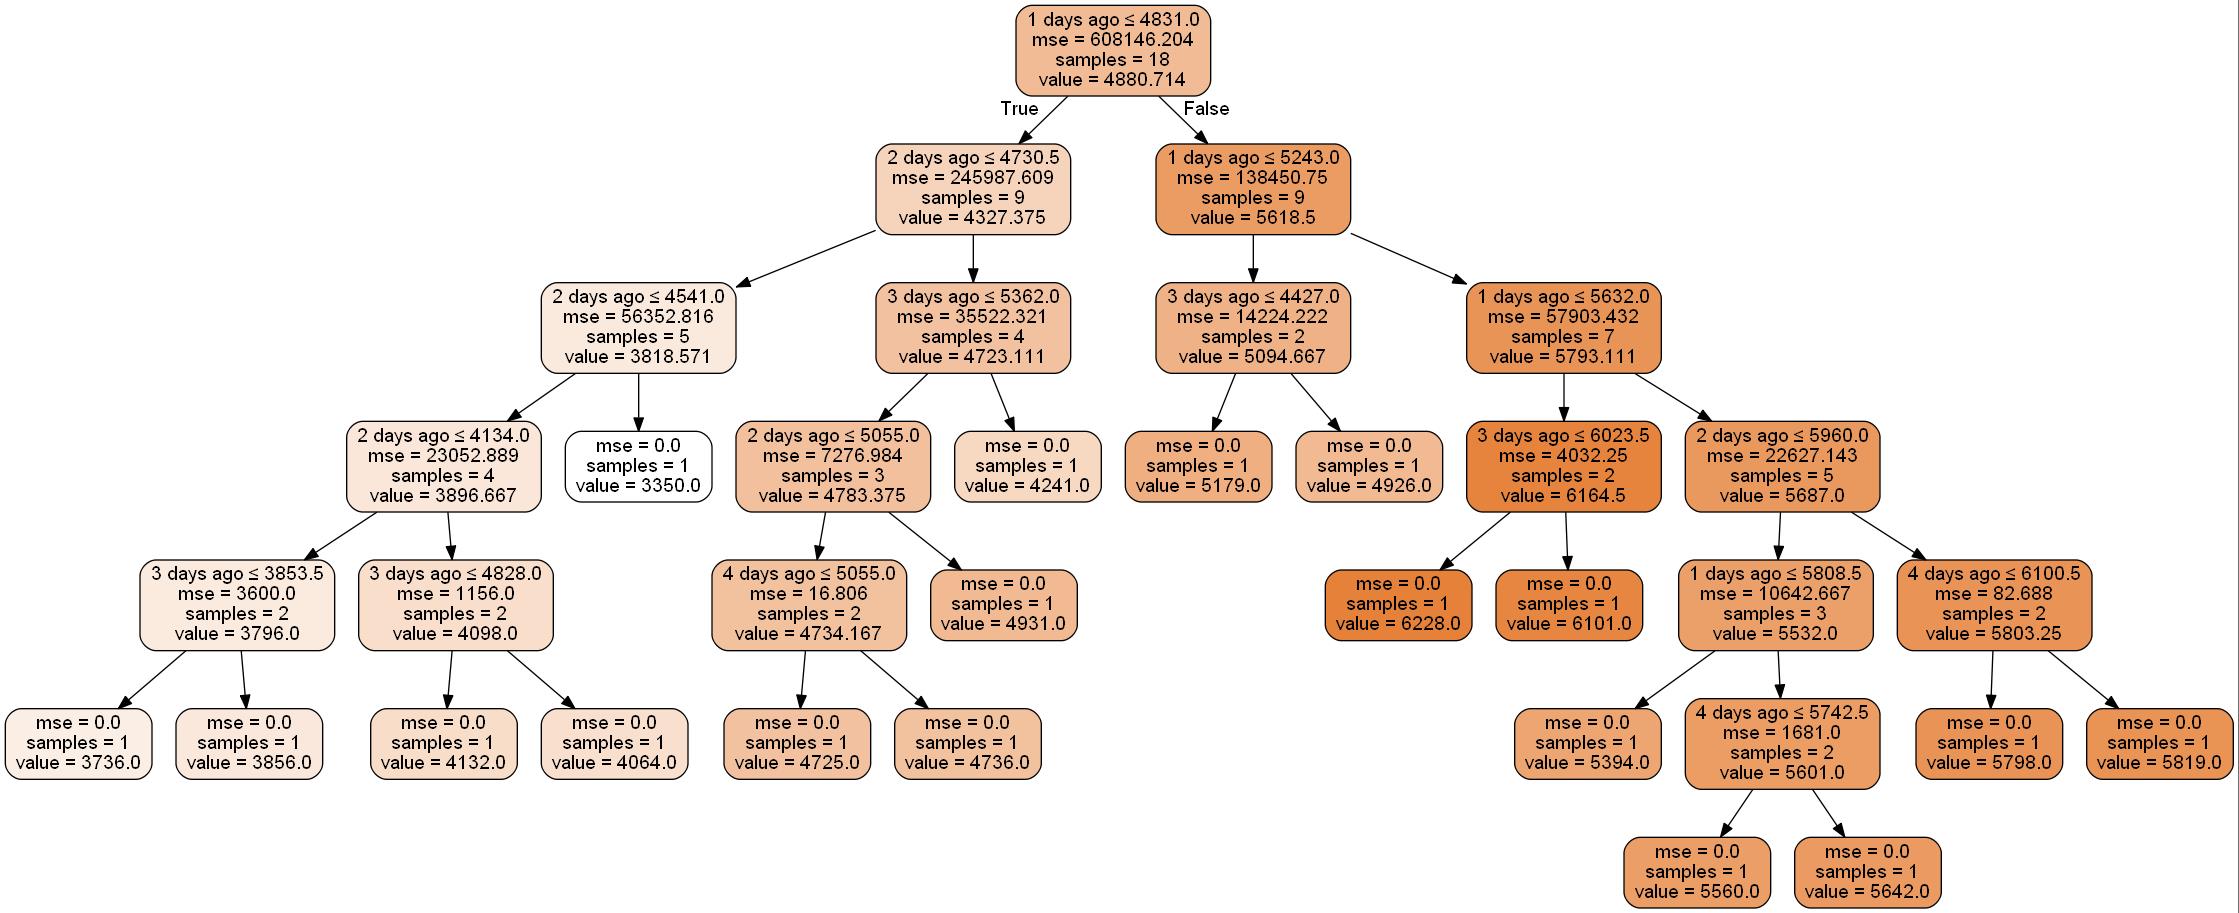 1 days ago ≤ 4831.0
mse = 608146.204
samples = 18
value = 4880.714
True
False
2 days ago ≤ 4730.5
mse = 245987.609
samples = 9
value = 4327.375
1 days ago ≤ 5243.0
mse = 138450.75
samples = 9
value = 5618.5
2 days ago ≤ 4541.0
mse = 56352.816
samples = 5
value = 3818.571
3 days ago ≤ 5362.0
mse = 35522.321
samples = 4
value = 4723.111
3 days ago ≤ 4427.0
mse = 14224.222
samples = 2
value = 5094.667
1 days ago ≤ 5632.0
mse = 57903.432
samples = 7
value = 5793.111
2 days ago ≤ 4134.0
mse = 23052.889
samples = 4
value = 3896.667
mse = 0.0
samples = 1
value = 3350.0
2 days ago ≤ 5055.0
mse = 7276.984
samples = 3
value = 4783.375
mse = 0.0
samples = 1
value = 4241.0
mse = 0.0
samples = 1
value = 5179.0
mse = 0.0
samples = 1
value = 4926.0
3 days ago ≤ 6023.5
mse = 4032.25
samples = 2
value = 6164.5
2 days ago ≤ 5960.0
mse = 22627.143
samples = 5
value = 5687.0
3 days ago ≤ 3853.5
mse = 3600.0
samples = 2
value = 3796.0
3 days ago ≤ 4828.0
mse = 1156.0
samples = 2
value = 4098.0
4 days ago ≤ 5055.0
mse = 16.806
samples = 2
value = 4734.167
mse = 0.0
samples = 1
value = 4931.0
mse = 0.0
samples = 1
value = 6228.0
mse = 0.0
samples = 1
value = 6101.0
1 days ago ≤ 5808.5
mse = 10642.667
samples = 3
value = 5532.0
4 days ago ≤ 6100.5
mse = 82.688
samples = 2
value = 5803.25
mse = 0.0
samples = 1
value = 3736.0
mse = 0.0
samples = 1
value = 3856.0
mse = 0.0
samples = 1
value = 4132.0
mse = 0.0
samples = 1
value = 4064.0
mse = 0.0
samples = 1
value = 4725.0
mse = 0.0
samples = 1
value = 4736.0
mse = 0.0
samples = 1
value = 5394.0
4 days ago ≤ 5742.5
mse = 1681.0
samples = 2
value = 5601.0
mse = 0.0
samples = 1
value = 5798.0
mse = 0.0
samples = 1
value = 5819.0
mse = 0.0
samples = 1
value = 5560.0
mse = 0.0
samples = 1
value = 5642.0